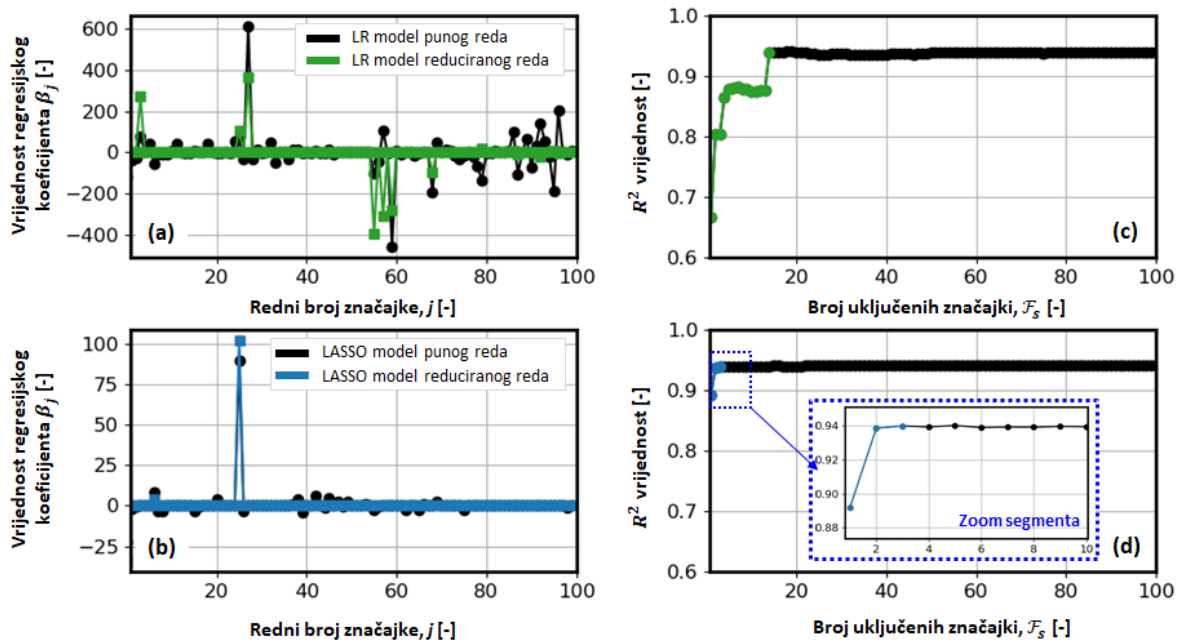 Vrijednost regresijskog
koeficijenta βj [-]
600
400
200
0
−200
−400
LR model punog reda
LR model reduciranog reda
(a)
20
40
60
80
100
Redni broj značajke, j [-]
R² vrijednost [-]
1.0
0.9
0.8
0.7
0.6
(c)
20
40
60
80
100
Broj uključenih značajki, ℱs [-]
Vrijednost regresijskog
koeficijenta βj [-]
100
75
50
25
0
−25
LASSO model punog reda
LASSO model reduciranog reda
(b)
20
40
60
80
100
Redni broj značajke, j [-]
R² vrijednost [-]
1.0
0.9
0.8
0.7
0.6
0.94
0.92
0.90
0.88
2
4
6
8
10
Zoom segmenta
(d)
20
40
60
80
100
Broj uključenih značajki, ℱs [-]